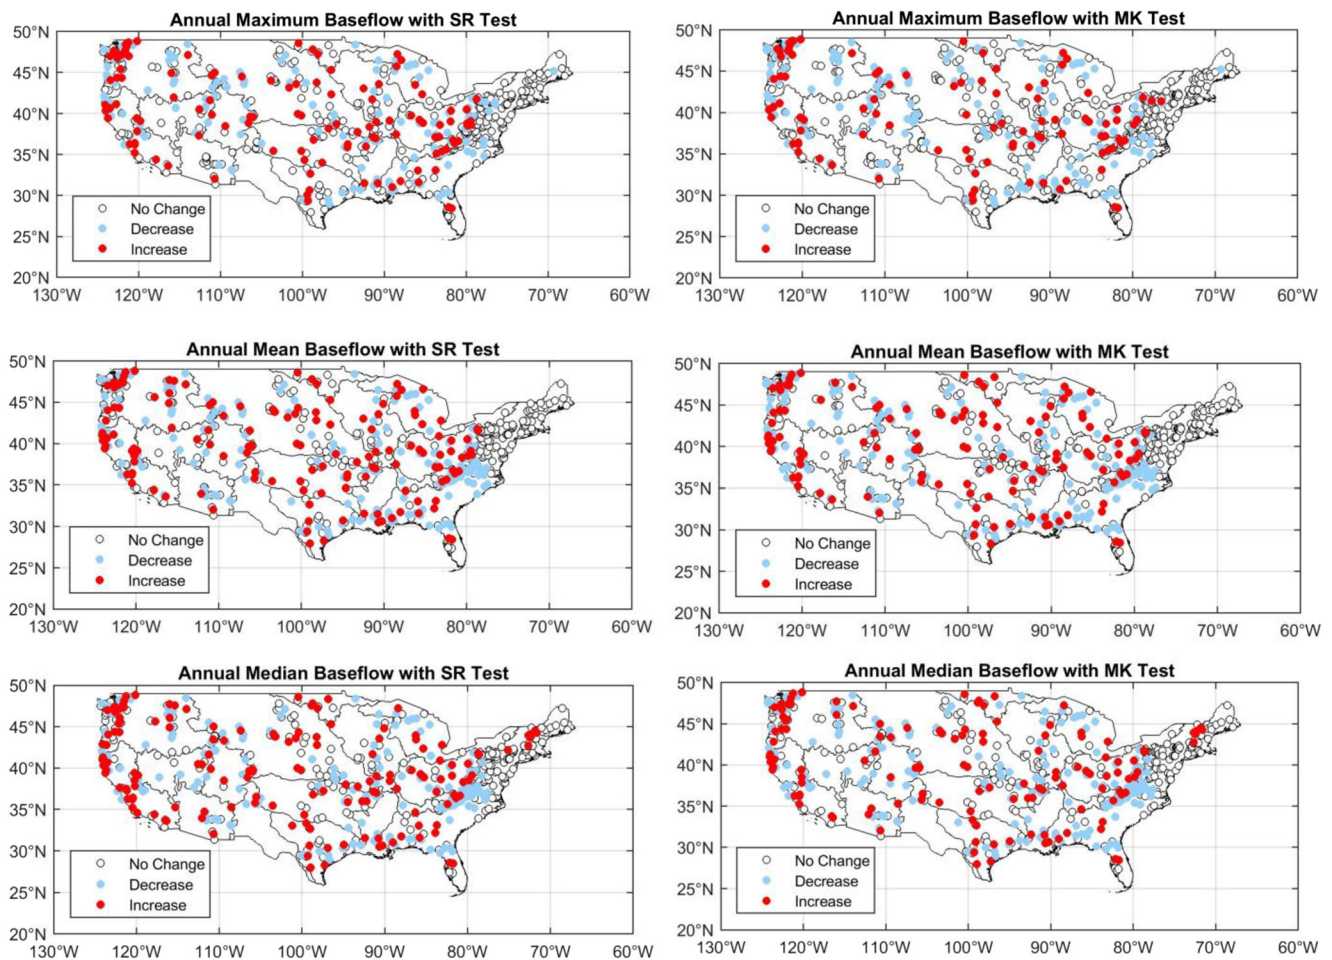 Annual Maximum Baseflow with SR Test
50°N
45°N
40°N
35°N
30°N
25°N
20°N
No Change
Decrease
Increase
130°W 120°W 110°W 100°W 90°W 80°W 70°W 60°W
Annual Maximum Baseflow with MK Test
50°N
45°N
40°N
35°N
30°N
25°N
20°N
No Change
Decrease
Increase
130°W 120°W 110°W 100°W 90°W 80°W 70°W 60°W
Annual Mean Baseflow with SR Test
50°N
45°N
40°N
35°N
30°N
25°N
20°N
No Change
Decrease
Increase
130°W 120°W 110°W 100°W 90°W 80°W 70°W 60°W
Annual Mean Baseflow with MK Test
50°N
45°N
40°N
35°N
30°N
25°N
20°N
No Change
Decrease
Increase
130°W 120°W 110°W 100°W 90°W 80°W 70°W 60°W
Annual Median Baseflow with SR Test
50°N
45°N
40°N
35°N
30°N
25°N
20°N
No Change
Decrease
Increase
130°W 120°W 110°W 100°W 90°W 80°W 70°W 60°W
Annual Median Baseflow with MK Test
50°N
45°N
40°N
35°N
30°N
25°N
20°N
No Change
Decrease
Increase
130°W 120°W 110°W 100°W 90°W 80°W 70°W 60°W